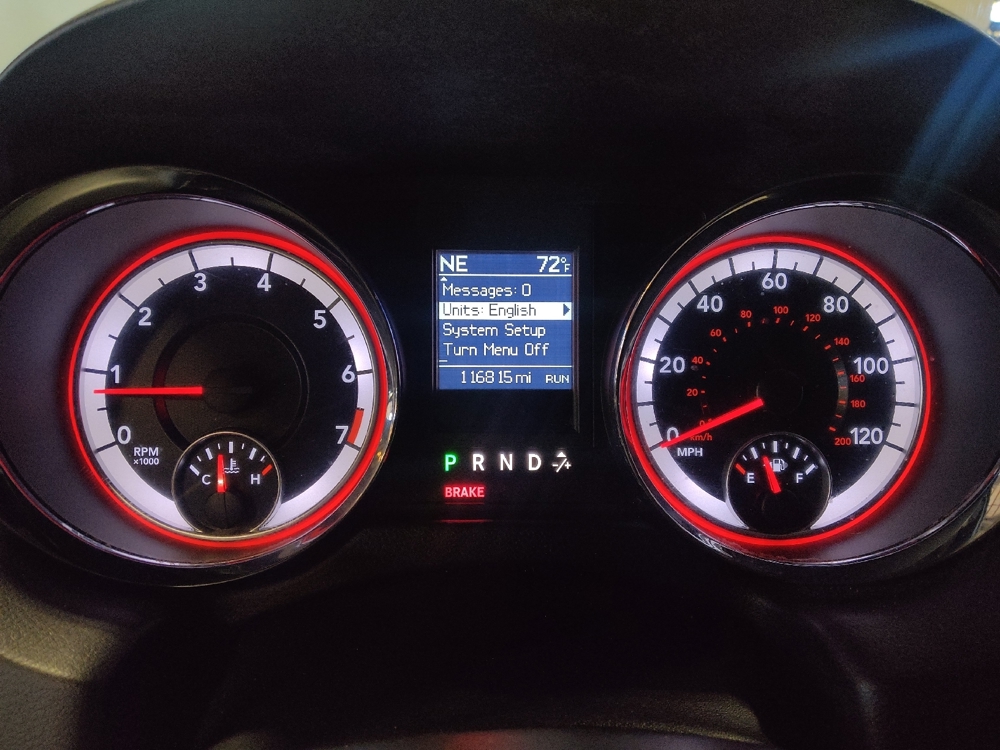 0
1
2
3
4
5
6
7
RPM
×1000
C H
NE 72°F
Messages: 0
Units: English
System Setup
Turn Menu Off
116815 mi RUN
P R N D -/+
BRAKE
0
20
40
60
80
100
120
MPH
20
40
60
80
100
120
140
160
180
200
km/h
E F